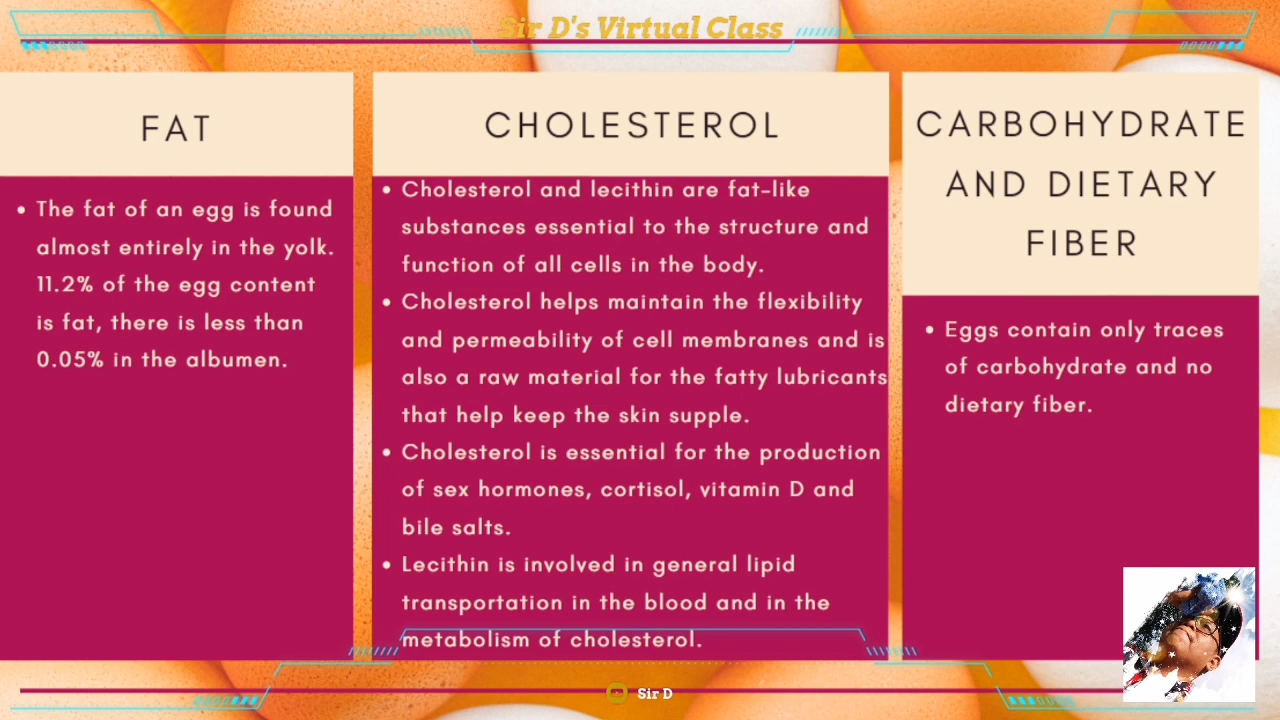 Sir D's Virtual Class
FAT
• The fat of an egg is found
almost entirely in the yolk.
11.2% of the egg content
is fat, there is less than
0.05% in the albumen.
CHOLESTEROL
• Cholesterol and lecithin are fat-like
substances essential to the structure and
function of all cells in the body.
• Cholesterol helps maintain the flexibility
and permeability of cell membranes and is
also a raw material for the fatty lubricants
that help keep the skin supple.
• Cholesterol is essential for the production
of sex hormones, cortisol, vitamin D and
bile salts.
• Lecithin is involved in general lipid
transportation in the blood and in the
metabolism of cholesterol.
CARBOHYDRATE
AND DIETARY
FIBER
• Eggs contain only traces
of carbohydrate and no
dietary fiber.
Sir D